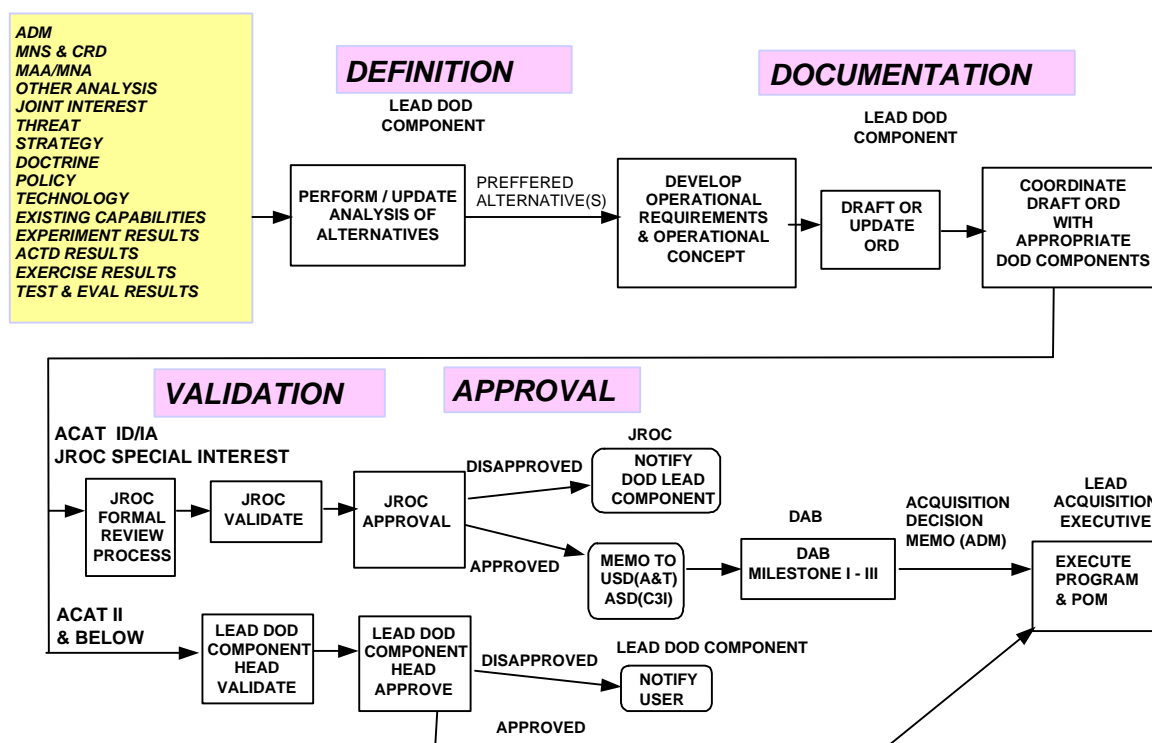 ADM
MNS & CRD
MAA/MNA
OTHER ANALYSIS
JOINT INTEREST
THREAT
STRATEGY
DOCTRINE
POLICY
TECHNOLOGY
EXISTING CAPABILITIES
EXPERIMENT RESULTS
ACTD RESULTS
EXERCISE RESULTS
TEST & EVAL RESULTS
DEFINITION
LEAD DOD
COMPONENT
PERFORM / UPDATE
ANALYSIS OF
ALTERNATIVES
PREFFERED
ALTERNATIVE(S)
DEVELOP
OPERATIONAL
REQUIREMENTS
& OPERATIONAL
CONCEPT
DOCUMENTATION
LEAD DOD
COMPONENT
DRAFT OR
UPDATE
ORD
COORDINATE
DRAFT ORD
WITH
APPROPRIATE
DOD COMPONENTS
VALIDATION
APPROVAL
ACAT ID/IA
JROC SPECIAL INTEREST
JROC
FORMAL
REVIEW
PROCESS
JROC
VALIDATE
JROC
APPROVAL
DISAPPROVED
JROC
NOTIFY
DOD LEAD
COMPONENT
APPROVED
MEMO TO
USD(A&T)
ASD(C3I)
DAB
DAB
MILESTONE I - III
ACQUISITION
DECISION
MEMO (ADM)
LEAD
ACQUISITION
EXECUTIVE
EXECUTE
PROGRAM
& POM
ACAT II
& BELOW
LEAD DOD
COMPONENT
HEAD
VALIDATE
LEAD DOD
COMPONENT
HEAD
APPROVE
DISAPPROVED
LEAD DOD COMPONENT
NOTIFY
USER
APPROVED